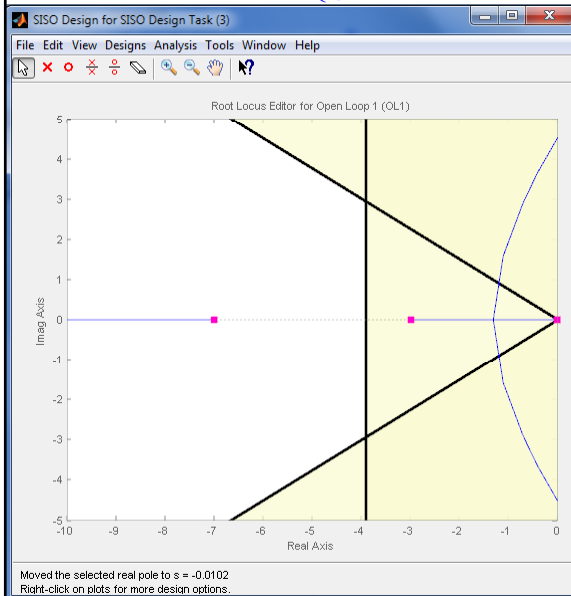 SISO Design for SISO Design Task (3)
File Edit View Designs Analysis Tools Window Help
Root Locus Editor for Open Loop 1 (OL1)
5
4
3
2
1
0
-1
-2
-3
-4
-5
Imag Axis
-10 -9 -8 -7 -6 -5 -4 -3 -2 -1 0
Real Axis
Moved the selected real pole to s = -0.0102
Right-click on plots for more design options.